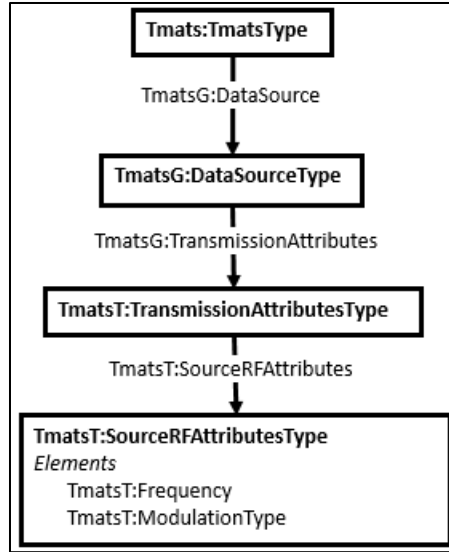 Tmats:TmatsType
TmatsG:DataSource
TmatsG:DataSourceType
TmatsG:TransmissionAttributes
TmatsT:TransmissionAttributesType
TmatsT:SourceRFAttributes
TmatsT:SourceRFAttributesType
Elements
TmatsT:Frequency
TmatsT:ModulationType